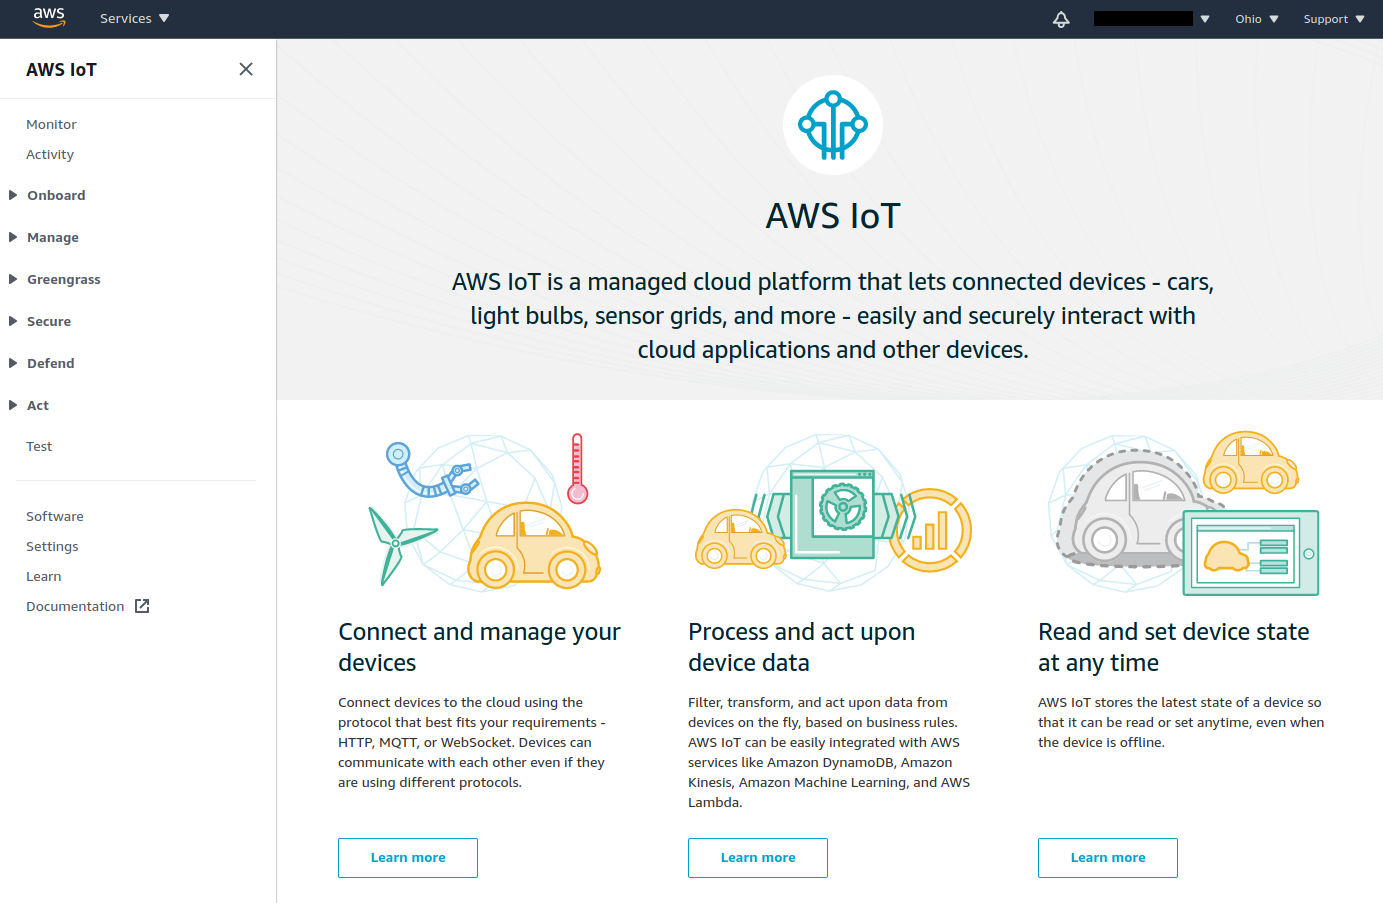 aws
Services
Ohio
Support
AWS IoT
Monitor
Activity
Onboard
Manage
Greengrass
Secure
Defend
Act
Test
Software
Settings
Learn
Documentation
AWS IoT
AWS IoT is a managed cloud platform that lets connected devices - cars,
light bulbs, sensor grids, and more - easily and securely interact with
cloud applications and other devices.
Connect and manage your
devices
Connect devices to the cloud using the
protocol that best fits your requirements -
HTTP, MQTT, or WebSocket. Devices can
communicate with each other even if they
are using different protocols.
Learn more
Process and act upon
device data
Filter, transform, and act upon data from
devices on the fly, based on business rules.
AWS IoT can be easily integrated with AWS
services like Amazon DynamoDB, Amazon
Kinesis, Amazon Machine Learning, and AWS
Lambda.
Learn more
Read and set device state
at any time
AWS IoT stores the latest state of a device so
that it can be read or set anytime, even when
the device is offline.
Learn more